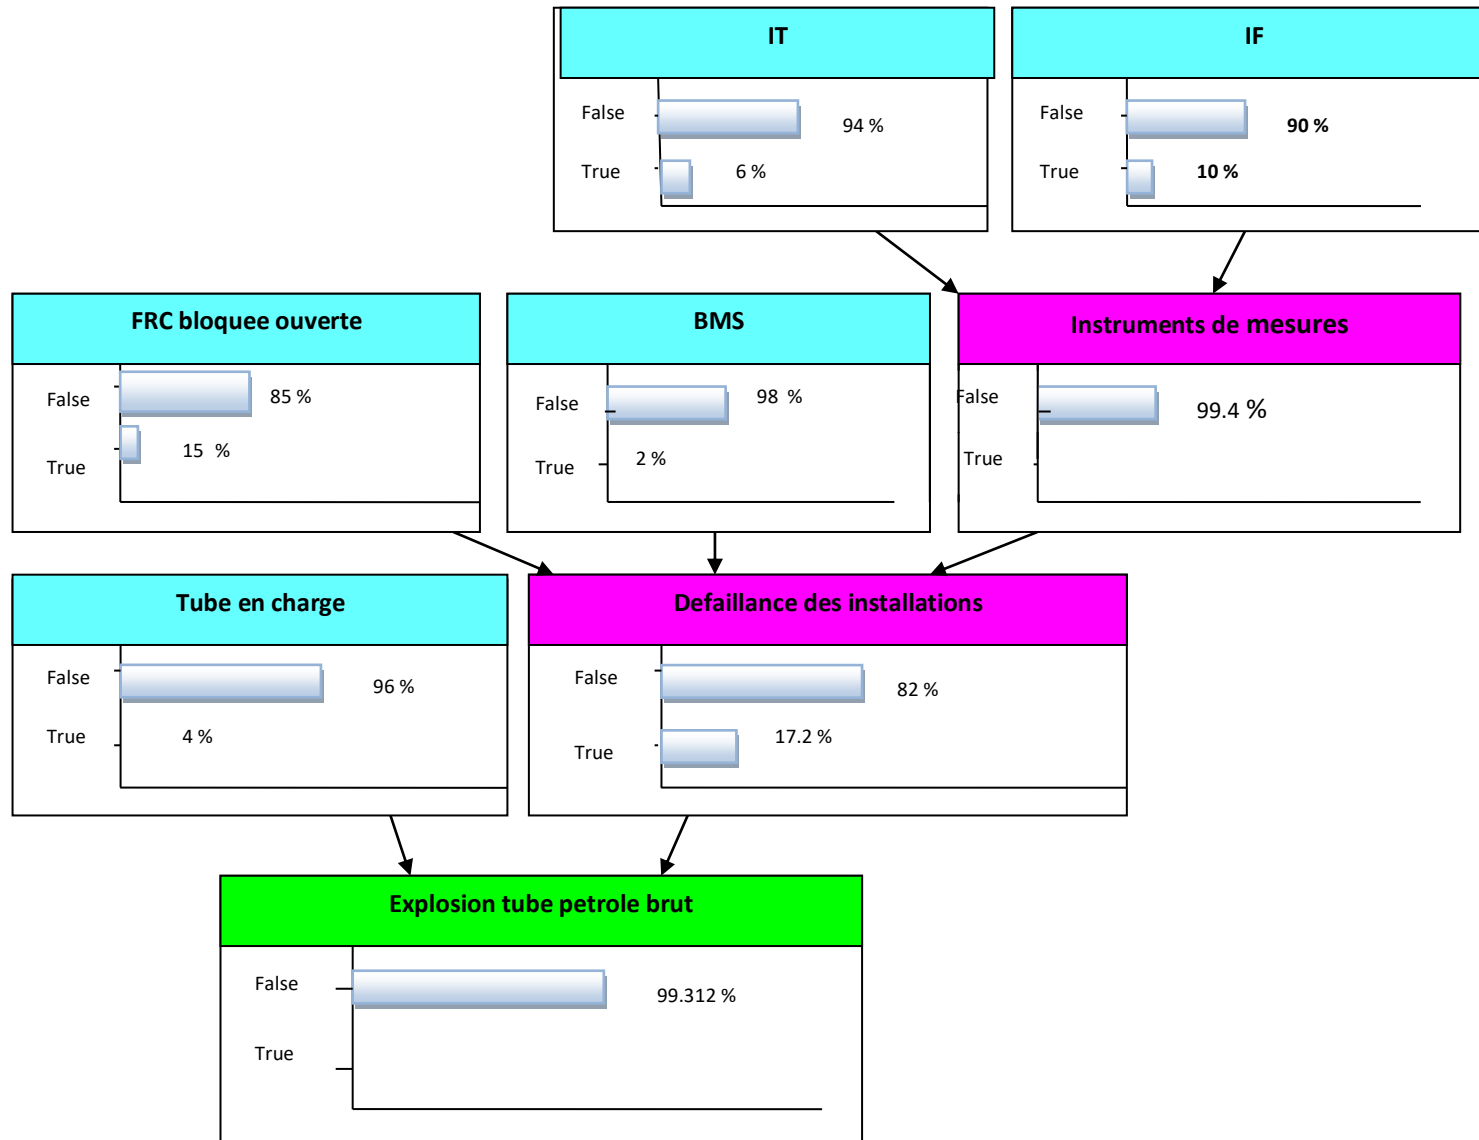 IT
False
94 %
True
6 %
IF
False
90 %
True
10 %
FRC bloquee ouverte
False
85 %
True
15 %
BMS
False
98 %
True
2 %
Instruments de mesures
False
99.4 %
True
Tube en charge
False
96 %
True
4 %
Defaillance des installations
False
82 %
True
17.2 %
Explosion tube petrole brut
False
99.312 %
True